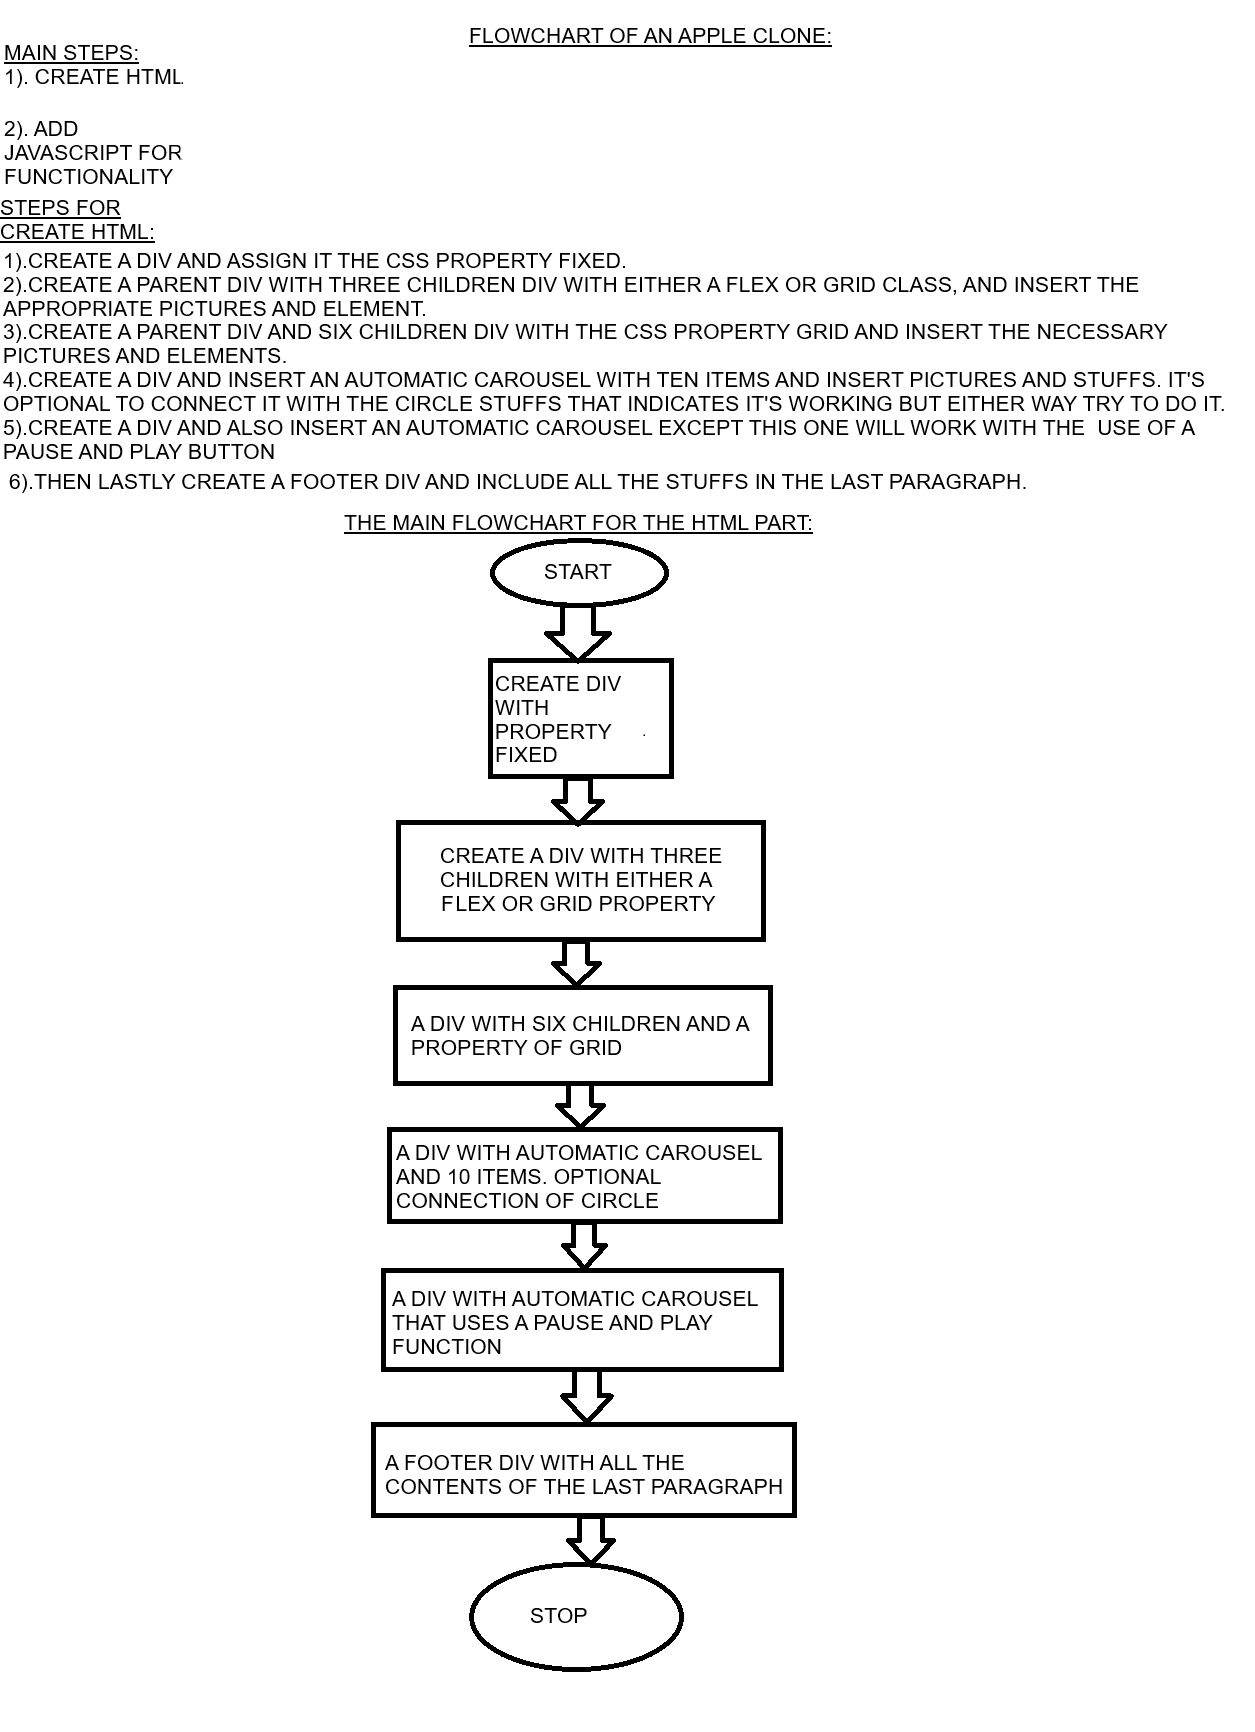 FLOWCHART OF AN APPLE CLONE:
MAIN STEPS:
1). CREATE HTML.
2). ADD
JAVASCRIPT FOR
FUNCTIONALITY
STEPS FOR
CREATE HTML:
1).CREATE A DIV AND ASSIGN IT THE CSS PROPERTY FIXED.
2).CREATE A PARENT DIV WITH THREE CHILDREN DIV WITH EITHER A FLEX OR GRID CLASS, AND INSERT THE
APPROPRIATE PICTURES AND ELEMENT.
3).CREATE A PARENT DIV AND SIX CHILDREN DIV WITH THE CSS PROPERTY GRID AND INSERT THE NECESSARY
PICTURES AND ELEMENTS.
4).CREATE A DIV AND INSERT AN AUTOMATIC CAROUSEL WITH TEN ITEMS AND INSERT PICTURES AND STUFFS. IT'S
OPTIONAL TO CONNECT IT WITH THE CIRCLE STUFFS THAT INDICATES IT'S WORKING BUT EITHER WAY TRY TO DO IT.
5).CREATE A DIV AND ALSO INSERT AN AUTOMATIC CAROUSEL EXCEPT THIS ONE WILL WORK WITH THE  USE OF A
PAUSE AND PLAY BUTTON
6).THEN LASTLY CREATE A FOOTER DIV AND INCLUDE ALL THE STUFFS IN THE LAST PARAGRAPH.
THE MAIN FLOWCHART FOR THE HTML PART:
START
CREATE DIV
WITH
PROPERTY
FIXED
CREATE A DIV WITH THREE
CHILDREN WITH EITHER A
FLEX OR GRID PROPERTY
A DIV WITH SIX CHILDREN AND A
PROPERTY OF GRID
A DIV WITH AUTOMATIC CAROUSEL
AND 10 ITEMS. OPTIONAL
CONNECTION OF CIRCLE
A DIV WITH AUTOMATIC CAROUSEL
THAT USES A PAUSE AND PLAY
FUNCTION
A FOOTER DIV WITH ALL THE
CONTENTS OF THE LAST PARAGRAPH
STOP